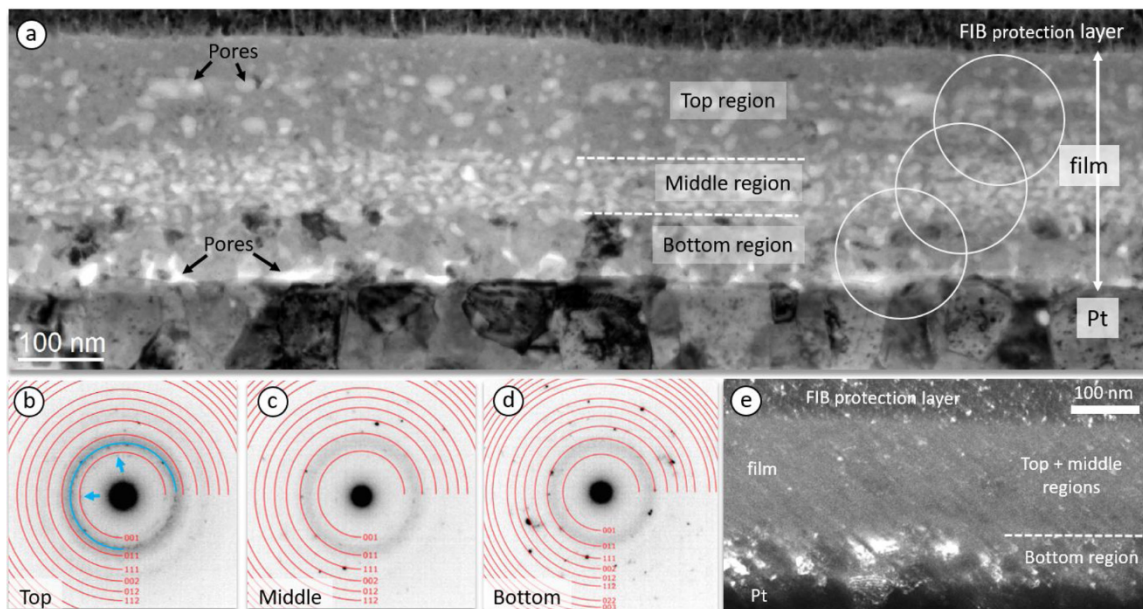 a
Pores
FIB protection layer
Top region
film
Middle region
Pores
Bottom region
Pt
100 nm
b
001
011
111
002
012
112
Top
c
001
011
111
002
012
112
Middle
d
001
011
111
002
012
112
022
003
Bottom
e
FIB protection layer
100 nm
film
Top + middle
regions
Bottom region
Pt